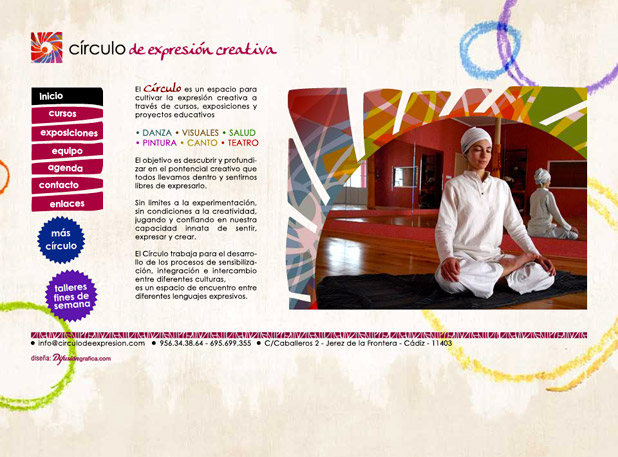 círculo de expresión creativa
inicio
cursos
exposiciones
equipo
agenda
contacto
enlaces
más
círculo
talleres
fines de
semana
El Círculo es un espacio para
cultivar la expresión creativa a
través de cursos, exposiciones y
proyectos educativos
• DANZA • VISUALES • SALUD
• PINTURA • CANTO • TEATRO
El objetivo es descubrir y profundi-
zar en el pontencial creativo que
todos llevamos dentro y sentirnos
libres de expresarlo.
Sin limites a la experimentación,
sin condiciones a la creatividad,
jugando y confiando en nuestra
capacidad innata de sentir,
expresar y crear.
El Círculo trabaja para el desarro-
llo de los procesos de sensibiliza-
ción, integración e intercambio
entre diferentes culturas,
es un espacio de encuentro entre
diferentes lenguajes expresivos.
• info@circulodeexpresion.com • 956.34.38.64 - 695.699.355 • C/Caballeros 2 - Jerez de la Frontera - Cádiz - 11403
diseña: Difusiongrafica.com